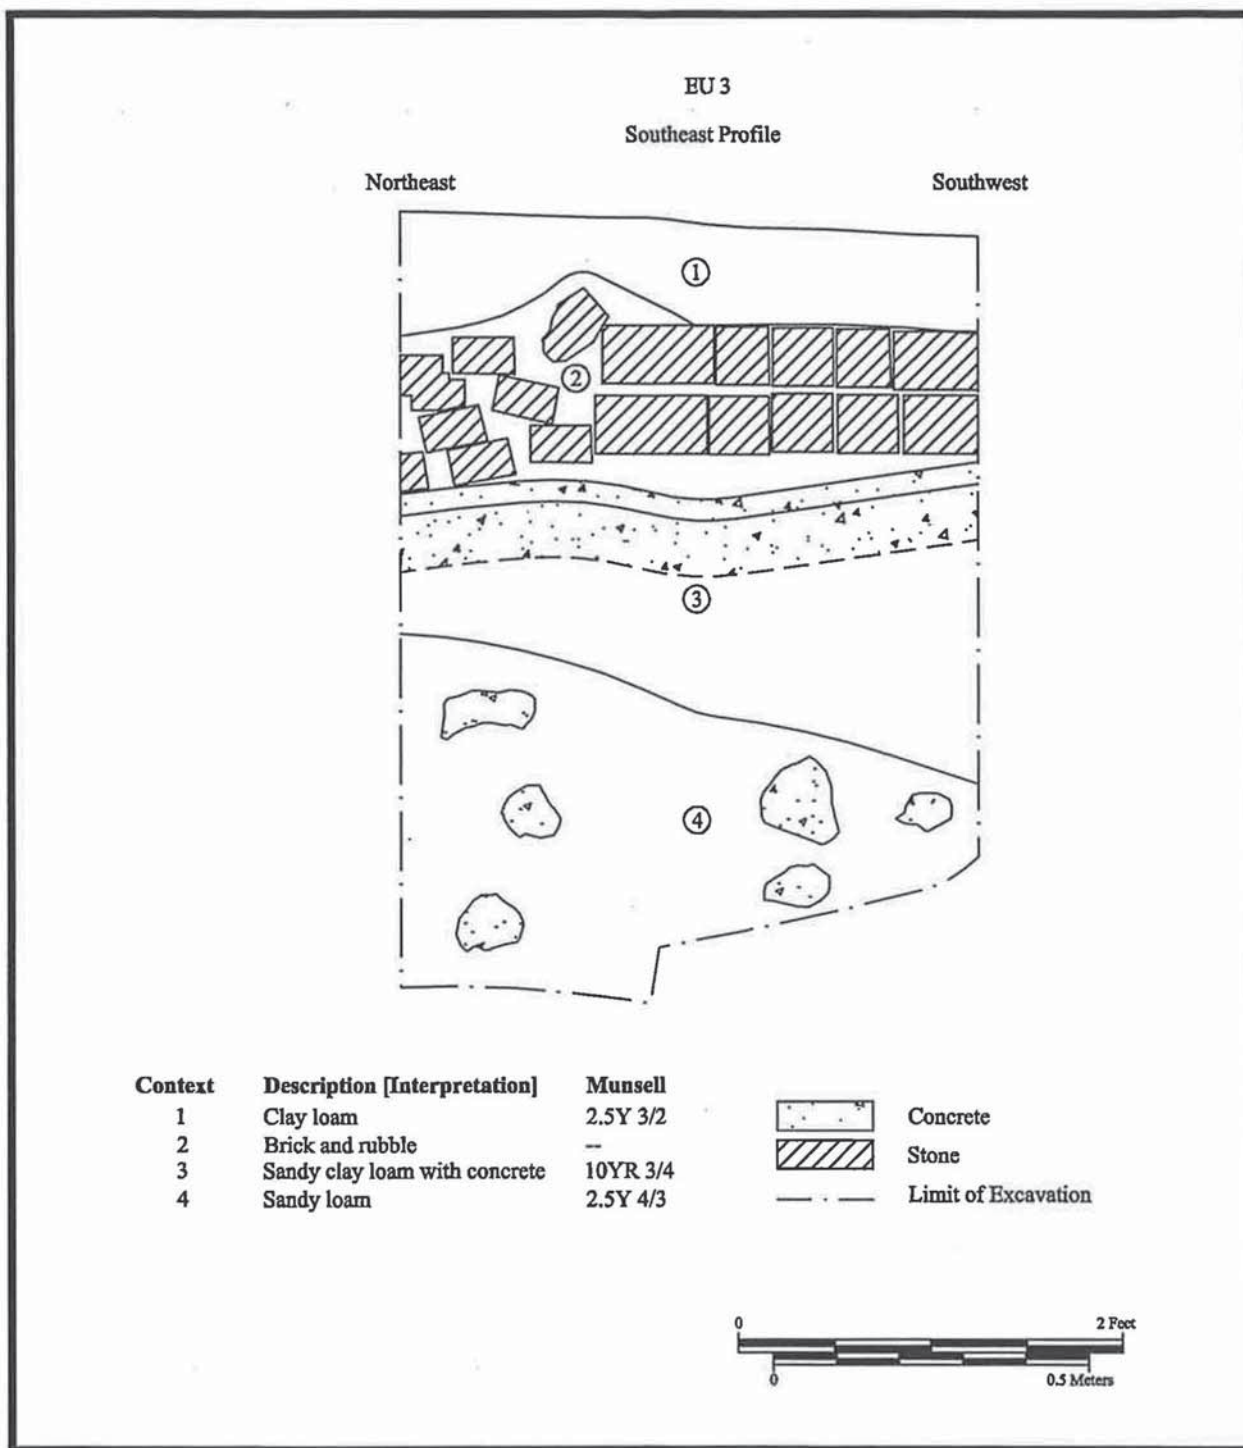 EU 3
Southeast Profile
Northeast Southwest
1
2
3
4
Context Description [Interpretation] Munsell
1 Clay loam 2.5Y 3/2
2 Brick and rubble --
3 Sandy clay loam with concrete 10YR 3/4
4 Sandy loam 2.5Y 4/3
Concrete
Stone
Limit of Excavation
0 2 Feet
0 0.5 Meters